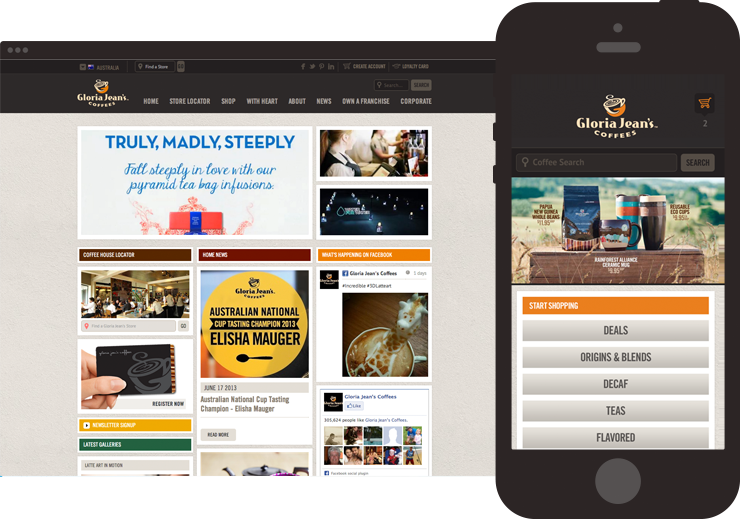 AUSTRALIA
Find a Store
CREATE ACCOUNT
LOYALTY CARD
Gloria Jean's
COFFEES
Search...
SEARCH
HOME STORE LOCATOR SHOP WITH HEART ABOUT NEWS OWN A FRANCHISE CORPORATE
TRULY, MADLY, STEEPLY
Fall steeply in love with our
pyramid tea bag infusions.
COFFEE HOUSE LOCATOR
Find a Gloria Jean's Store
GO
gloria jean's coffees
REGISTER NOW
NEWSLETTER SIGNUP
LATEST GALLERIES
LATTE ART IN MOTION
HOME NEWS
Gloria Jean's
COFFEES
AUSTRALIAN NATIONAL
CUP TASTING CHAMPION 2013
ELISHA MAUGER
JUNE 17 2013
Australian National Cup Tasting
Champion - Elisha Mauger
READ MORE
WHAT'S HAPPENING ON FACEBOOK
Gloria Jean's Coffees
5 days
#Incredible #3DLatteart
Gloria Jean's Coffees
Like
305,624 people like Gloria Jean's Coffees.
Facebook social plugin
Gloria Jean's
COFFEES
2
Coffee Search
SEARCH
PAPUA
NEW GUINEA
WHOLE BEANS
$11.95
REUSABLE
ECO CUPS
RAINFOREST ALLIANCE
CERAMIC MUG
START SHOPPING
DEALS
ORIGINS & BLENDS
DECAF
TEAS
FLAVORED